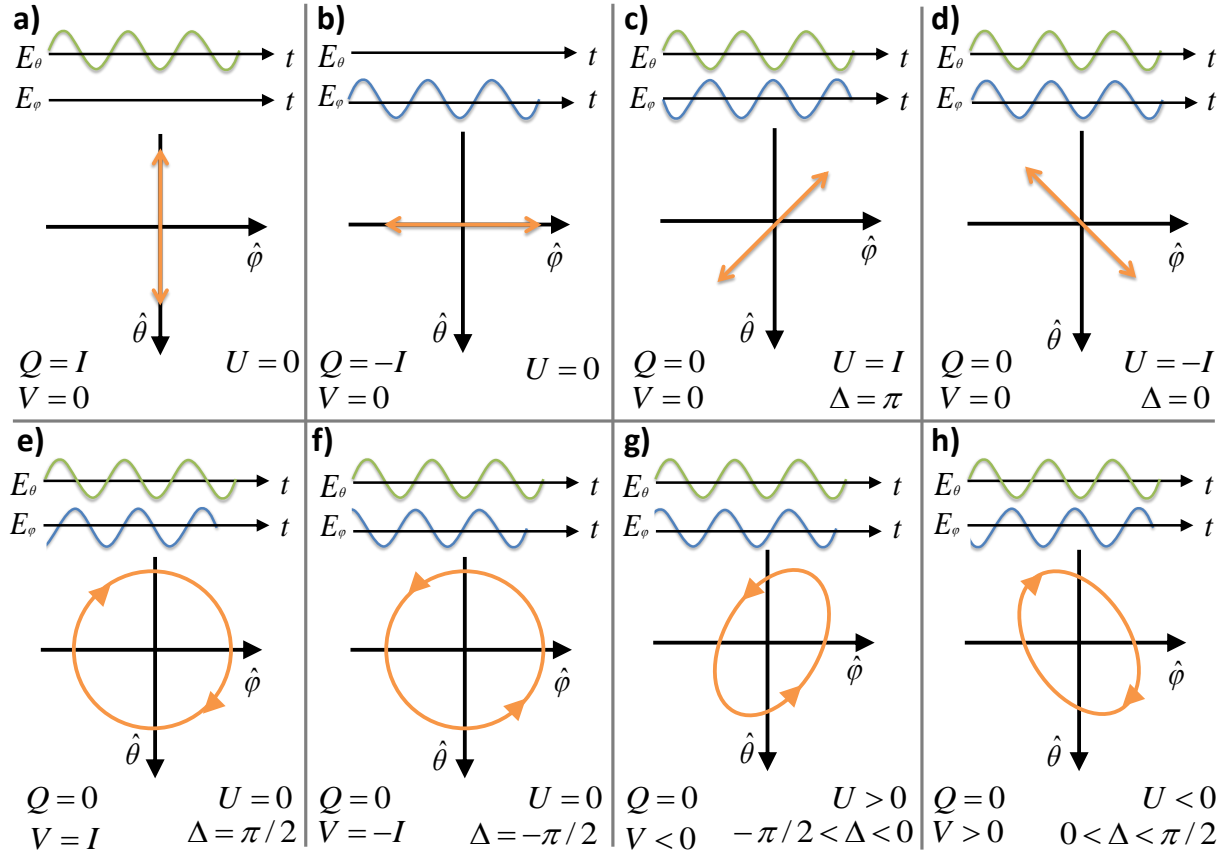 a)
E_θ t
E_φ t
φ̂
θ̂
Q = I U = 0
V = 0
b)
E_θ t
E_φ t
φ̂
θ̂
Q = -I U = 0
V = 0
c)
E_θ t
E_φ t
φ̂
θ̂
Q = 0 U = I
V = 0 Δ = π
d)
E_θ t
E_φ t
φ̂
θ̂
Q = 0 U = -I
V = 0 Δ = 0
e)
E_θ t
E_φ t
φ̂
θ̂
Q = 0 U = 0
V = I Δ = π/2
f)
E_θ t
E_φ t
φ̂
θ̂
Q = 0 U = 0
V = -I Δ = -π/2
g)
E_θ t
E_φ t
φ̂
θ̂
Q = 0 U > 0
V < 0 -π/2 < Δ < 0
h)
E_θ t
E_φ t
φ̂
θ̂
Q = 0 U < 0
V > 0 0 < Δ < π/2